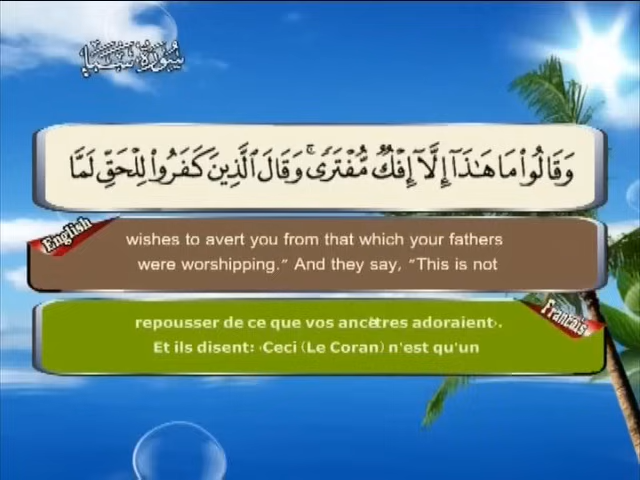 سُورَةُ سَبَإٍ
وَقَالُوا۟ مَا هَـٰذَآ إِلَّآ إِفْكٌ مُّفْتَرًى ۚ وَقَالَ ٱلَّذِينَ كَفَرُوا۟ لِلْحَقِّ لَمَّا
English
wishes to avert you from that which your fathers
were worshipping.” And they say, “This is not
Francais
repousser de ce que vos ancêtres adoraient›.
Et ils disent: ‹Ceci (Le Coran) n'est qu'un